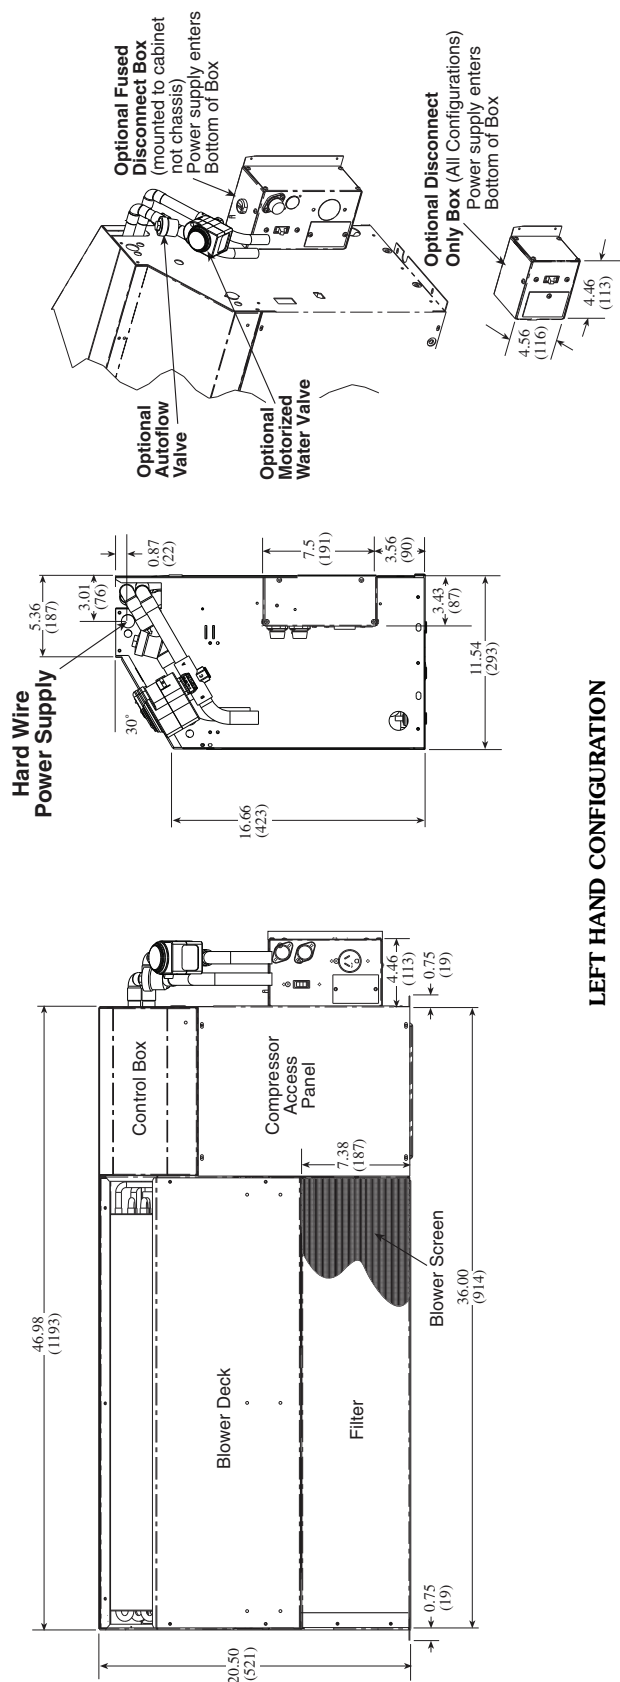 46.98
(1193)
20.50
(521)
Control Box
Blower Deck
Compressor
Access
Panel
Filter
7.38
(187)
Blower Screen
4.46
(113)
0.75
(19)
36.00
(914)
0.75
(19)
Hard Wire
Power Supply
5.36
(187)
3.01
(76)
0.87
(22)
30°
16.66
(423)
7.5
(191)
3.56
(90)
3.43
(87)
11.54
(293)
Optional Fused
Disconnect Box
(mounted to cabinet
not chassis)
Power supply enters
Bottom of Box
Optional
Autoflow
Valve
Optional
Motorized
Water Valve
Optional Disconnect
Only Box (All Configurations)
Power supply enters
Bottom of Box
4.56
(116)
4.46
(113)
LEFT HAND CONFIGURATION